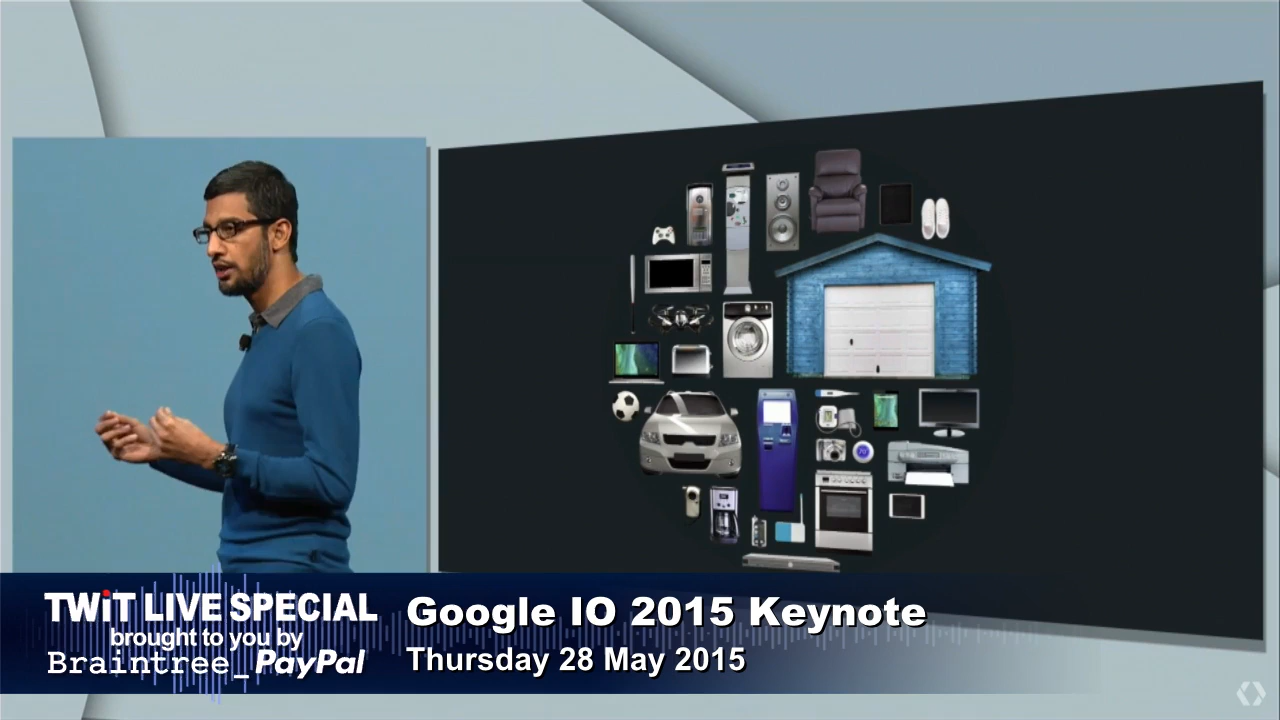 TWiT LIVE SPECIAL
brought to you by
Braintree_PayPal
Google IO 2015 Keynote
Thursday 28 May 2015